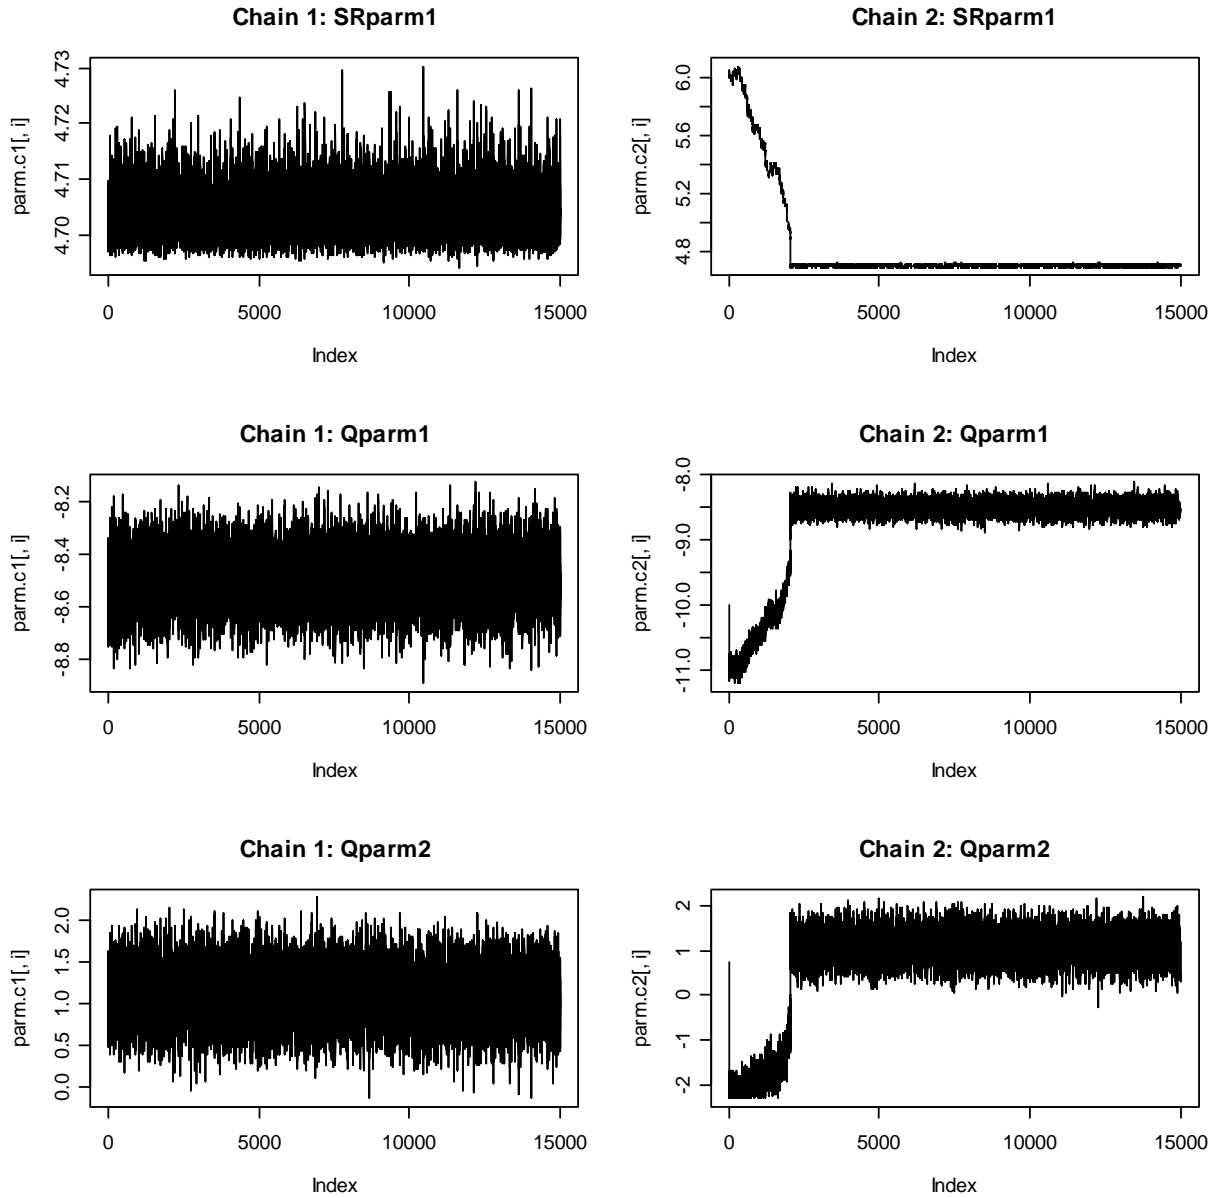 Chain 1: SRparm1
parm.c1[, i]
4.70 4.71 4.72 4.73
0 5000 10000 15000
Index
Chain 2: SRparm1
parm.c2[, i]
4.8 5.2 5.6 6.0
0 5000 10000 15000
Index
Chain 1: Qparm1
parm.c1[, i]
-8.8 -8.6 -8.4 -8.2
0 5000 10000 15000
Index
Chain 2: Qparm1
parm.c2[, i]
-11.0 -10.0 -9.0 -8.0
0 5000 10000 15000
Index
Chain 1: Qparm2
parm.c1[, i]
0.0 0.5 1.0 1.5 2.0
0 5000 10000 15000
Index
Chain 2: Qparm2
parm.c2[, i]
-2 -1 0 1 2
0 5000 10000 15000
Index